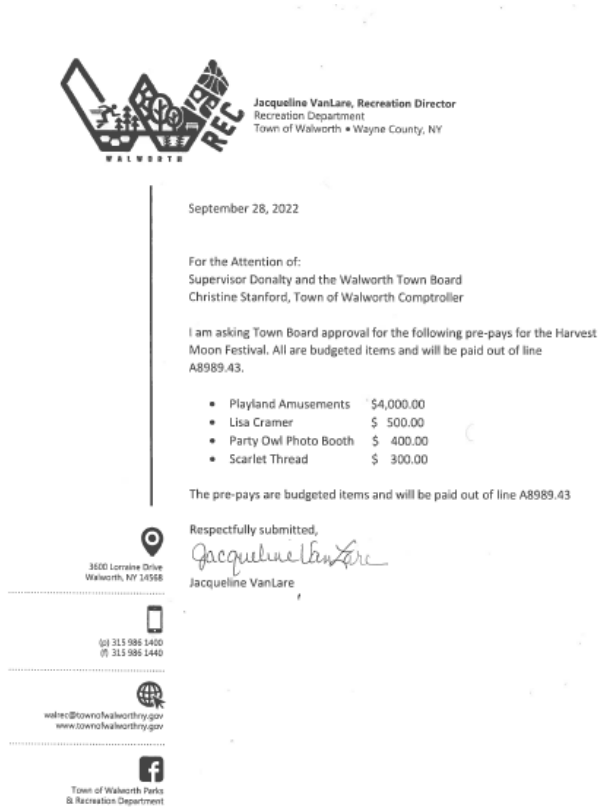 WALWORTH
REC
Jacqueline VanLare, Recreation Director
Recreation Department
Town of Walworth • Wayne County, NY
September 28, 2022
For the Attention of:
Supervisor Donalty and the Walworth Town Board
Christine Stanford, Town of Walworth Comptroller
I am asking Town Board approval for the following pre-pays for the Harvest
Moon Festival. All are budgeted items and will be paid out of line
A8989.43.
• Playland Amusements $4,000.00
• Lisa Cramer $ 500.00
• Party Owl Photo Booth $ 400.00
• Scarlet Thread $ 300.00
The pre-pays are budgeted items and will be paid out of line A8989.43
Respectfully submitted,
Jacqueline VanLare
Jacqueline VanLare
3600 Lorraine Drive
Walworth, NY 14568
(p) 315 986 1400
(f) 315 986 1440
walrec@townofwalworthny.gov
www.townofwalworthny.gov
Town of Walworth Parks
& Recreation Department